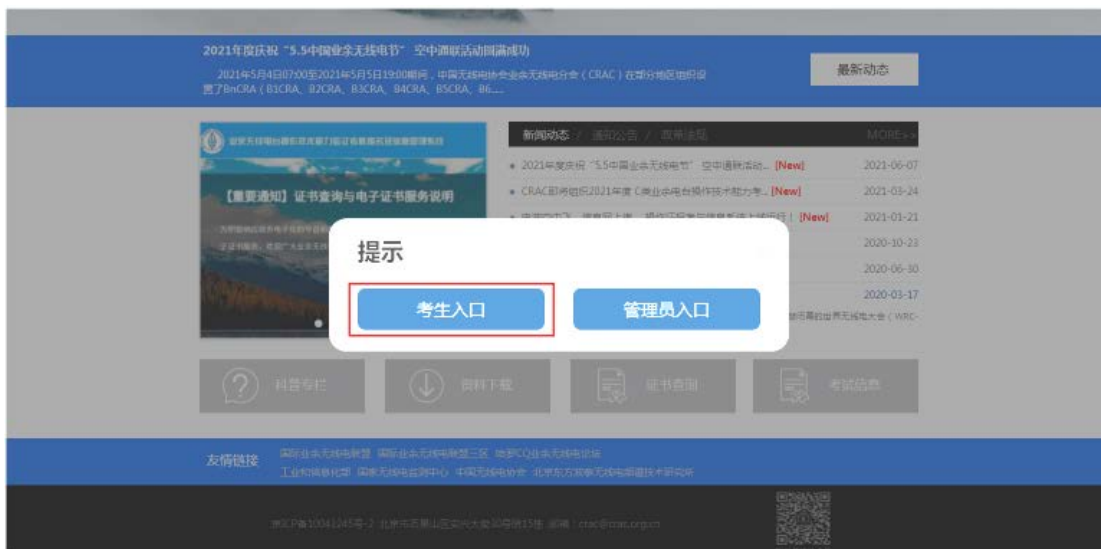 2021年度庆祝“5.5中国业余无线电节” 空中通联活动圆满成功
2021年5月4日07:00至2021年5月5日19:00期间，中国无线电协会业余无线电分会（CRAC）在部分地区组织设
置了BnCRA（B1CRA、B2CRA、B3CRA、B4CRA、B5CRA、B6......
最新动态
新闻动态 / 通知公告 / 政策法规
MORE>>
【重要通知】证书查询与电子证书服务说明
2021年度庆祝“5.5中国业余无线电节” 空中通联活动... [New] 2021-06-07
CRAC即将组织2021年度C类业余电台操作技术能力考... [New] 2021-03-24
[New] 2021-01-21
2020-10-23
2020-06-30
2020-03-17
提示
考生入口
管理员入口
科普专栏
资料下载
证书查询
考试信息
友情链接
国际业余无线电联盟 国际业余无线电联盟三区
工业和信息化部 国家无线电监测中心 中国无线电协会